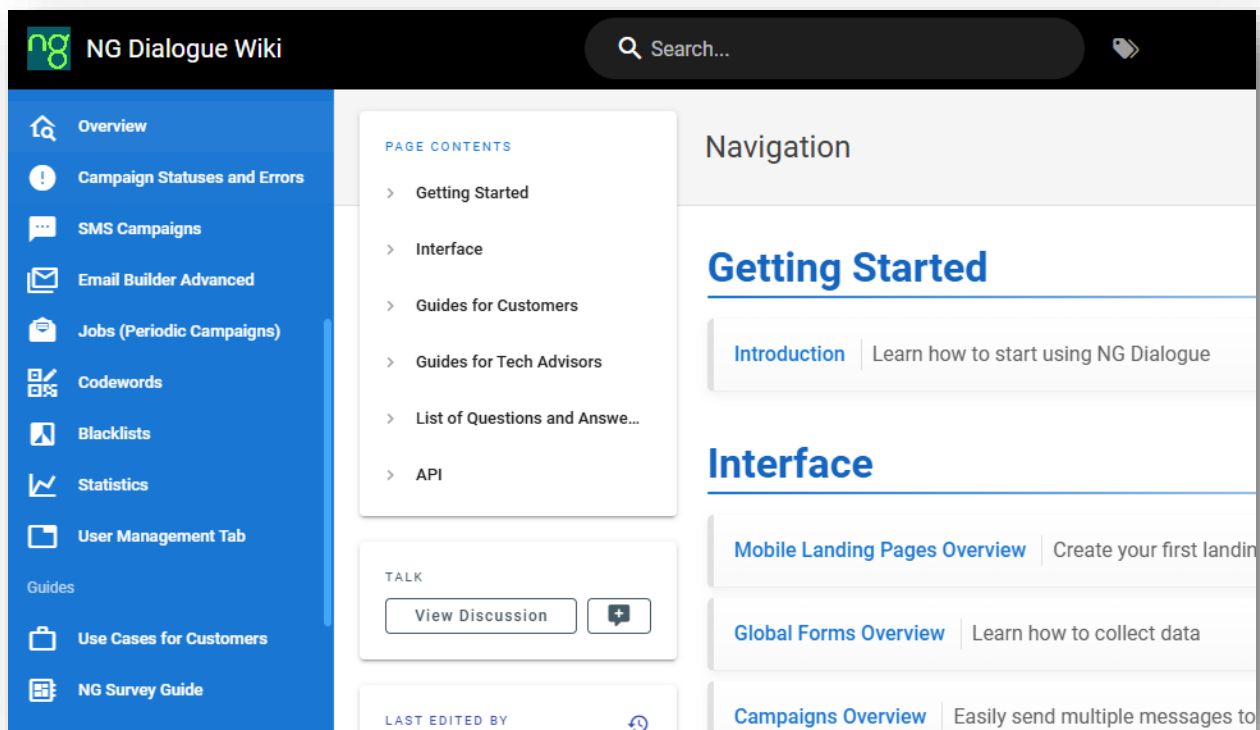 ng NG Dialogue Wiki
Search...
Overview
Campaign Statuses and Errors
SMS Campaigns
Email Builder Advanced
Jobs (Periodic Campaigns)
Codewords
Blacklists
Statistics
User Management Tab
Guides
Use Cases for Customers
NG Survey Guide
PAGE CONTENTS
Getting Started
Interface
Guides for Customers
Guides for Tech Advisors
List of Questions and Answe...
API
TALK
View Discussion
LAST EDITED BY
Navigation
Getting Started
Introduction Learn how to start using NG Dialogue
Interface
Mobile Landing Pages Overview Create your first landin
Global Forms Overview Learn how to collect data
Campaigns Overview Easily send multiple messages to